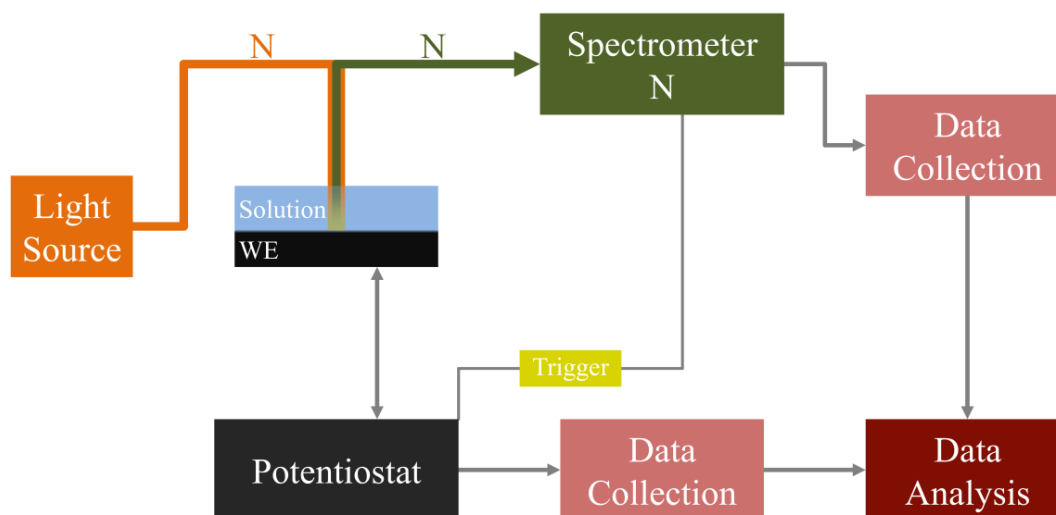 N
N
Spectrometer
N
Data
Collection
Light
Source
Solution
WE
Trigger
Potentiostat
Data
Collection
Data
Analysis